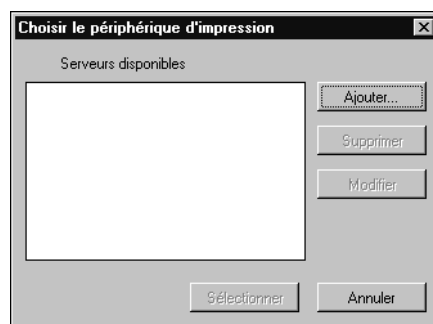 Choisir le périphérique d'impression
Serveurs disponibles
Ajouter...
Supprimer
Modifier
Sélectionner
Annuler